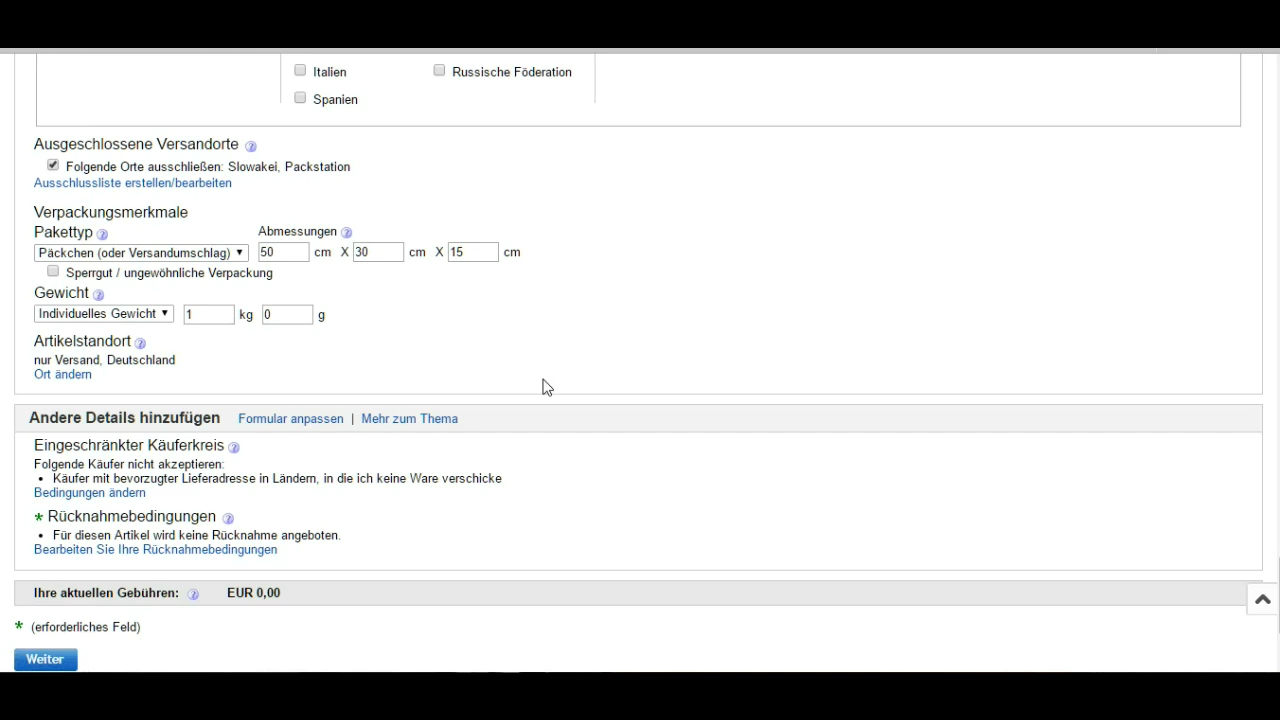 Italien Russische Föderation
Spanien
Ausgeschlossene Versandorte
Folgende Orte ausschließen: Slowakei, Packstation
Ausschlussliste erstellen/bearbeiten
Verpackungsmerkmale
Pakettyp Abmessungen
Päckchen (oder Versandumschlag) 50 cm X 30 cm X 15 cm
Sperrgut / ungewöhnliche Verpackung
Gewicht
Individuelles Gewicht 1 kg 0 g
Artikelstandort
nur Versand, Deutschland
Ort ändern
Andere Details hinzufügen Formular anpassen | Mehr zum Thema
Eingeschränkter Käuferkreis
Folgende Käufer nicht akzeptieren:
• Käufer mit bevorzugter Lieferadresse in Ländern, in die ich keine Ware verschicke
Bedingungen ändern
* Rücknahmebedingungen
• Für diesen Artikel wird keine Rücknahme angeboten.
Bearbeiten Sie Ihre Rücknahmebedingungen
Ihre aktuellen Gebühren: EUR 0,00
* (erforderliches Feld)
Weiter